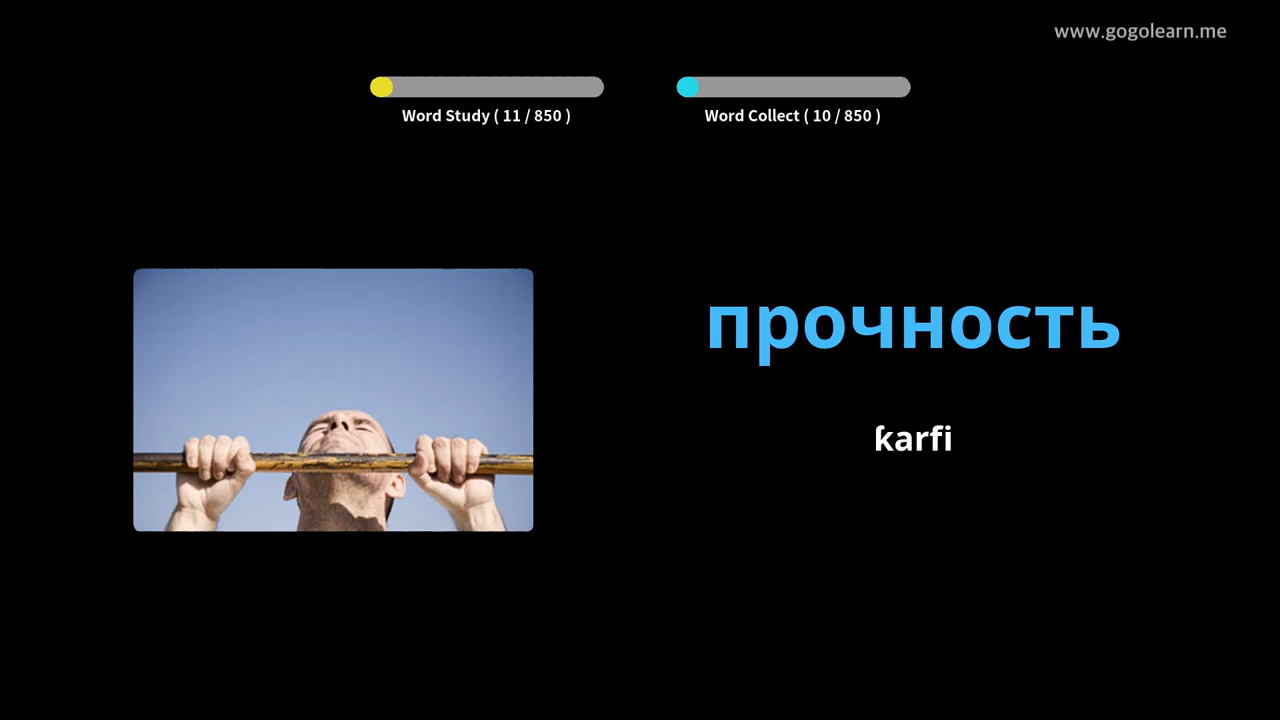 www.gogolearn.me
Word Study ( 11 / 850 )
Word Collect ( 10 / 850 )
прочность
ƙarfi